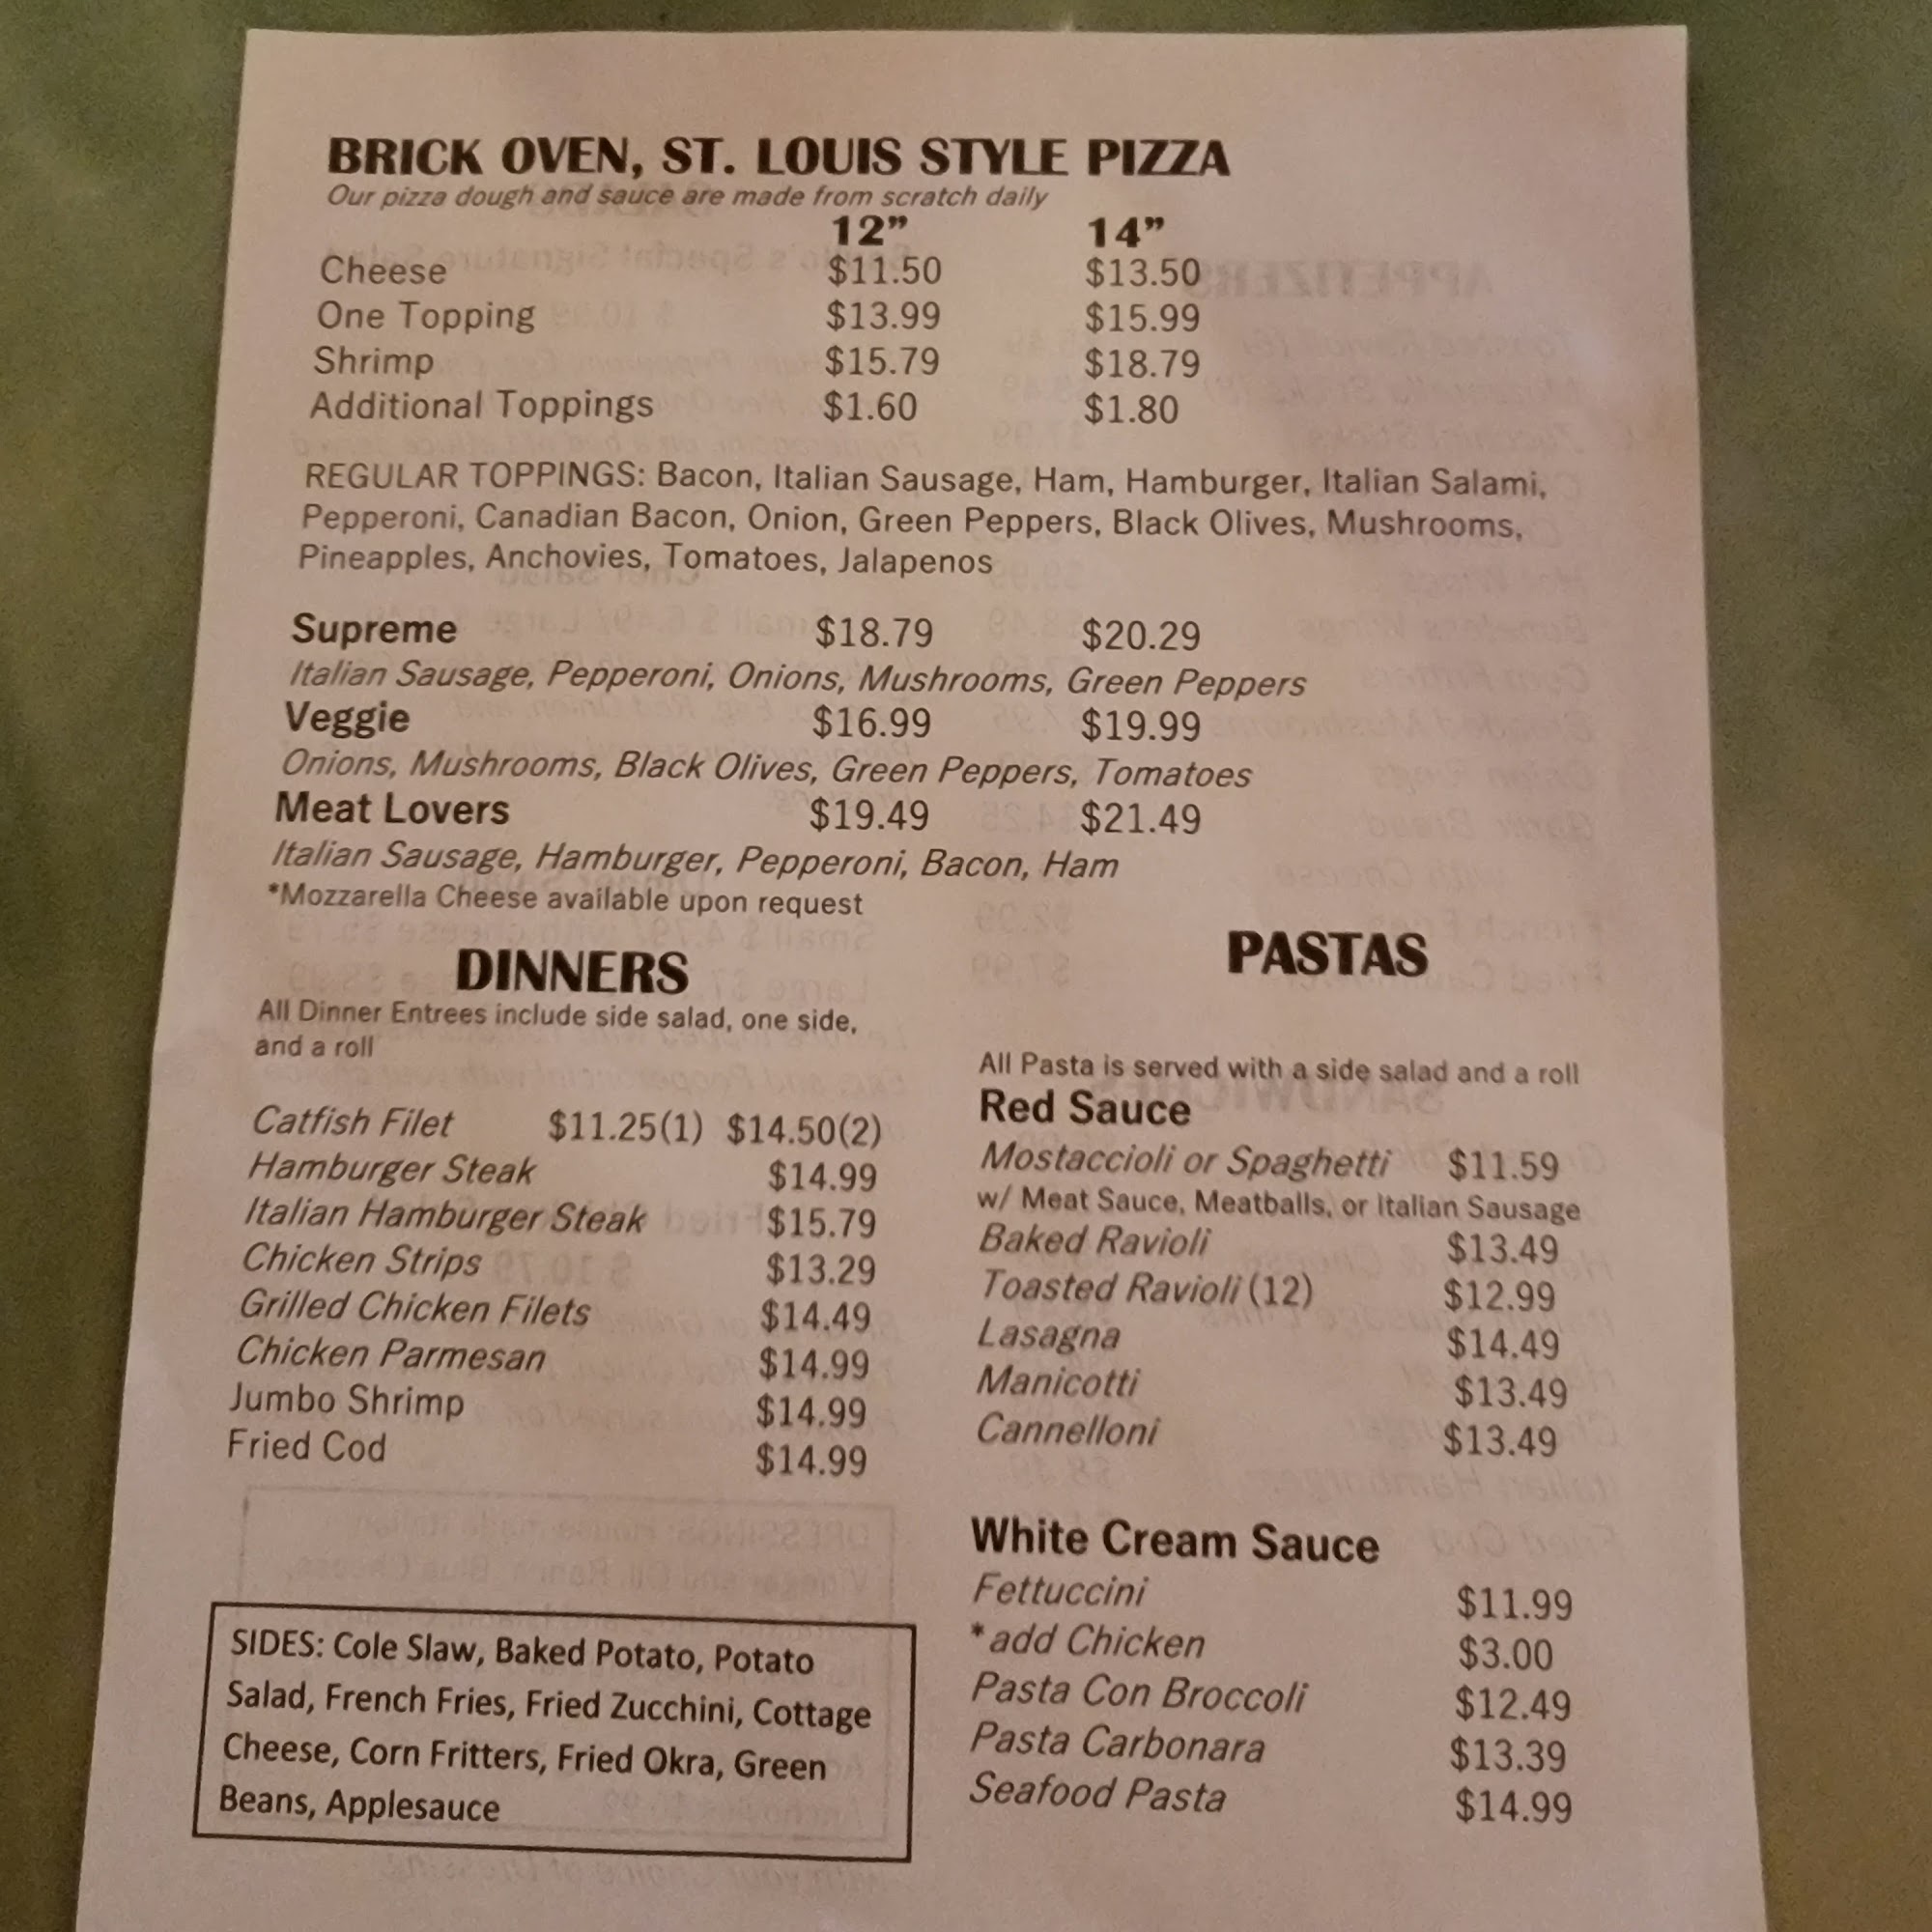 BRICK OVEN, ST. LOUIS STYLE PIZZA
Our pizza dough and sauce are made from scratch daily
12” 14”
Cheese $11.50 $13.50
One Topping $13.99 $15.99
Shrimp $15.79 $18.79
Additional Toppings $1.60 $1.80
REGULAR TOPPINGS: Bacon, Italian Sausage, Ham, Hamburger, Italian Salami,
Pepperoni, Canadian Bacon, Onion, Green Peppers, Black Olives, Mushrooms,
Pineapples, Anchovies, Tomatoes, Jalapenos
Supreme $18.79 $20.29
Italian Sausage, Pepperoni, Onions, Mushrooms, Green Peppers
Veggie $16.99 $19.99
Onions, Mushrooms, Black Olives, Green Peppers, Tomatoes
Meat Lovers $19.49 $21.49
Italian Sausage, Hamburger, Pepperoni, Bacon, Ham
*Mozzarella Cheese available upon request
DINNERS
All Dinner Entrees include side salad, one side,
and a roll
Catfish Filet $11.25(1) $14.50(2)
Hamburger Steak $14.99
Italian Hamburger Steak $15.79
Chicken Strips $13.29
Grilled Chicken Filets $14.49
Chicken Parmesan $14.99
Jumbo Shrimp $14.99
Fried Cod $14.99
SIDES: Cole Slaw, Baked Potato, Potato
Salad, French Fries, Fried Zucchini, Cottage
Cheese, Corn Fritters, Fried Okra, Green
Beans, Applesauce
PASTAS
All Pasta is served with a side salad and a roll
Red Sauce
Mostaccioli or Spaghetti $11.59
w/ Meat Sauce, Meatballs, or Italian Sausage
Baked Ravioli $13.49
Toasted Ravioli (12) $12.99
Lasagna $14.49
Manicotti $13.49
Cannelloni $13.49
White Cream Sauce
Fettuccini $11.99
*add Chicken $3.00
Pasta Con Broccoli $12.49
Pasta Carbonara $13.39
Seafood Pasta $14.99